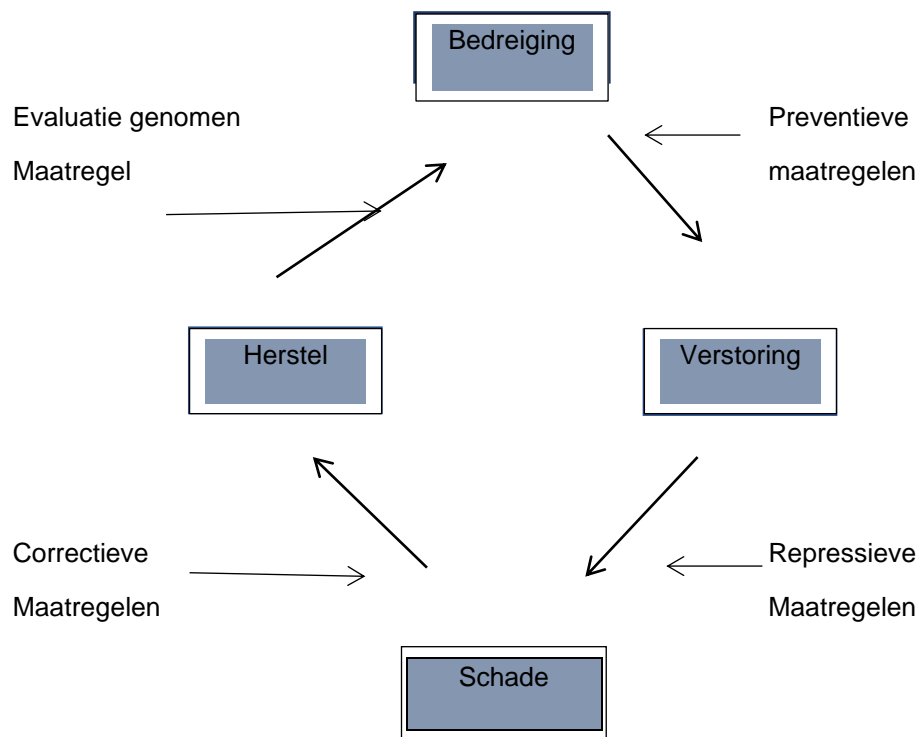 Bedreiging
Evaluatie genomen
Maatregel
Preventieve
maatregelen
Herstel
Verstoring
Correctieve
Maatregelen
Repressieve
Maatregelen
Schade